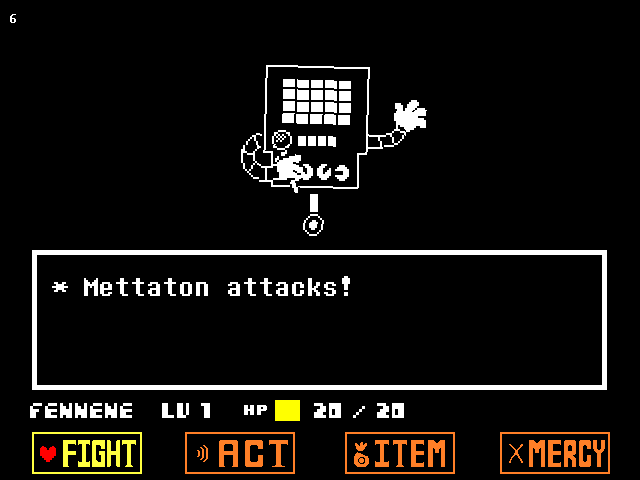 6
* Mettaton attacks!
FENNENE LV 1 HP 20 / 20
FIGHT ACT ITEM MERCY